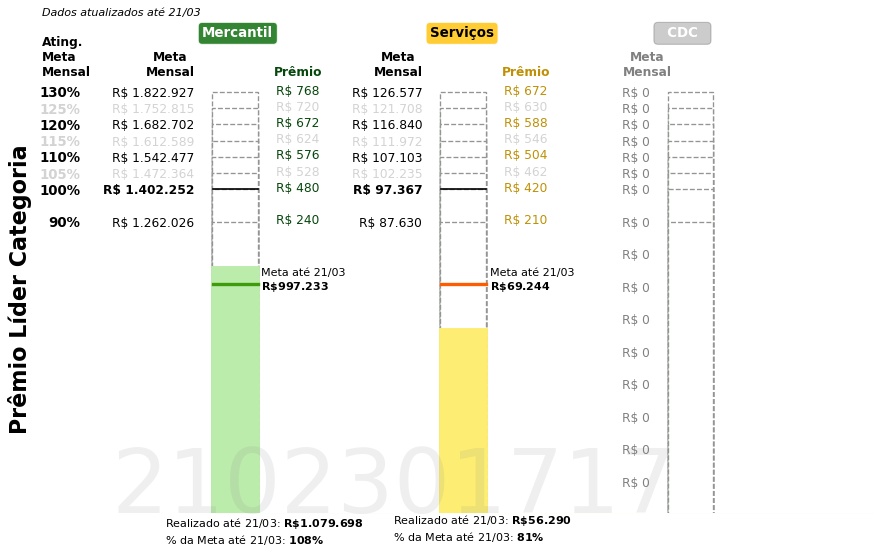 Dados atualizados até 21/03
Mercantil Serviços CDC
Ating. Meta Mensal Meta Mensal Prêmio Meta Mensal Prêmio Meta Mensal
130% R$ 1.822.927 R$ 768 R$ 126.577 R$ 672 R$ 0
125% R$ 1.752.815 R$ 720 R$ 121.708 R$ 630 R$ 0
120% R$ 1.682.702 R$ 672 R$ 116.840 R$ 588 R$ 0
115% R$ 1.612.589 R$ 624 R$ 111.972 R$ 546 R$ 0
110% R$ 1.542.477 R$ 576 R$ 107.103 R$ 504 R$ 0
105% R$ 1.472.364 R$ 528 R$ 102.235 R$ 462 R$ 0
100% R$ 1.402.252 R$ 480 R$ 97.367 R$ 420 R$ 0
90% R$ 1.262.026 R$ 240 R$ 87.630 R$ 210 R$ 0
R$ 0
Meta até 21/03 Meta até 21/03
R$997.233 R$69.244 R$ 0
R$ 0
R$ 0
R$ 0
R$ 0
R$ 0
R$ 0
Prêmio Líder Categoria
2102301717
Realizado até 21/03: R$1.079.698 Realizado até 21/03: R$56.290
% da Meta até 21/03: 108% % da Meta até 21/03: 81%